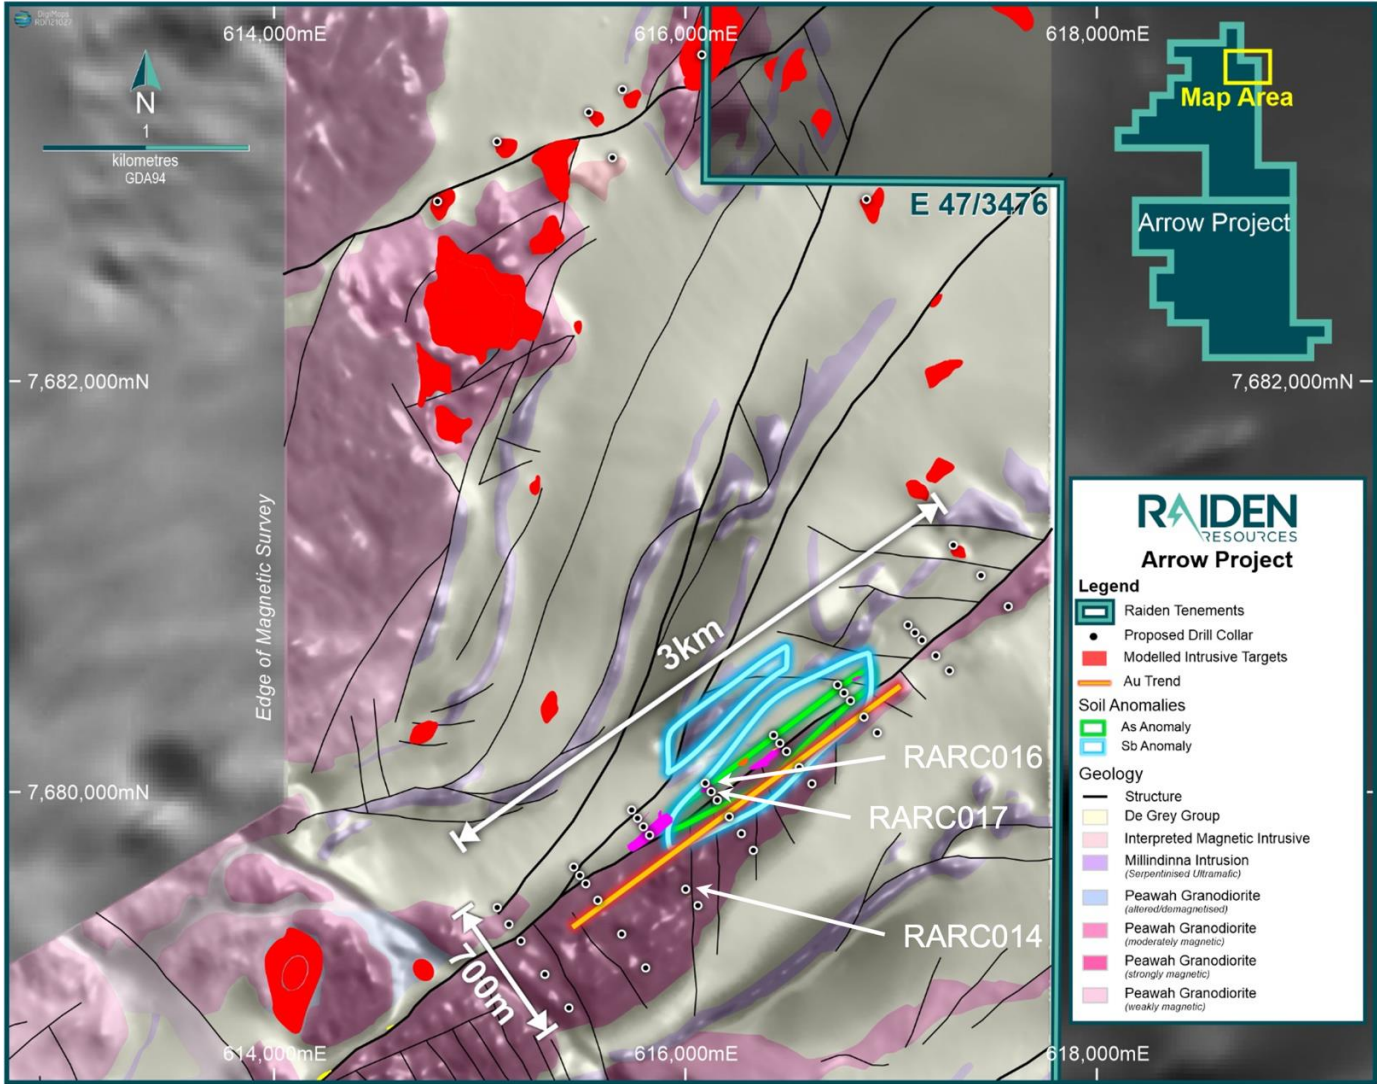 DigiMaps
RDN21027
614,000mE
616,000mE
618,000mE
N
1
kilometres
GDA94
Map Area
Arrow Project
E 47/3476
7,682,000mN
7,682,000mN
Edge of Magnetic Survey
3km
RARC016
7,680,000mN
RARC017
RARC014
700m
614,000mE
616,000mE
618,000mE
RAIDEN
RESOURCES
Arrow Project
Legend
Raiden Tenements
Proposed Drill Collar
Modelled Intrusive Targets
Au Trend
Soil Anomalies
As Anomaly
Sb Anomaly
Geology
Structure
De Grey Group
Interpreted Magnetic Intrusive
Millindinna Intrusion
(Serpentinised Ultramafic)
Peawah Granodiorite
(altered/demagnetised)
Peawah Granodiorite
(moderately magnetic)
Peawah Granodiorite
(strongly magnetic)
Peawah Granodiorite
(weakly magnetic)